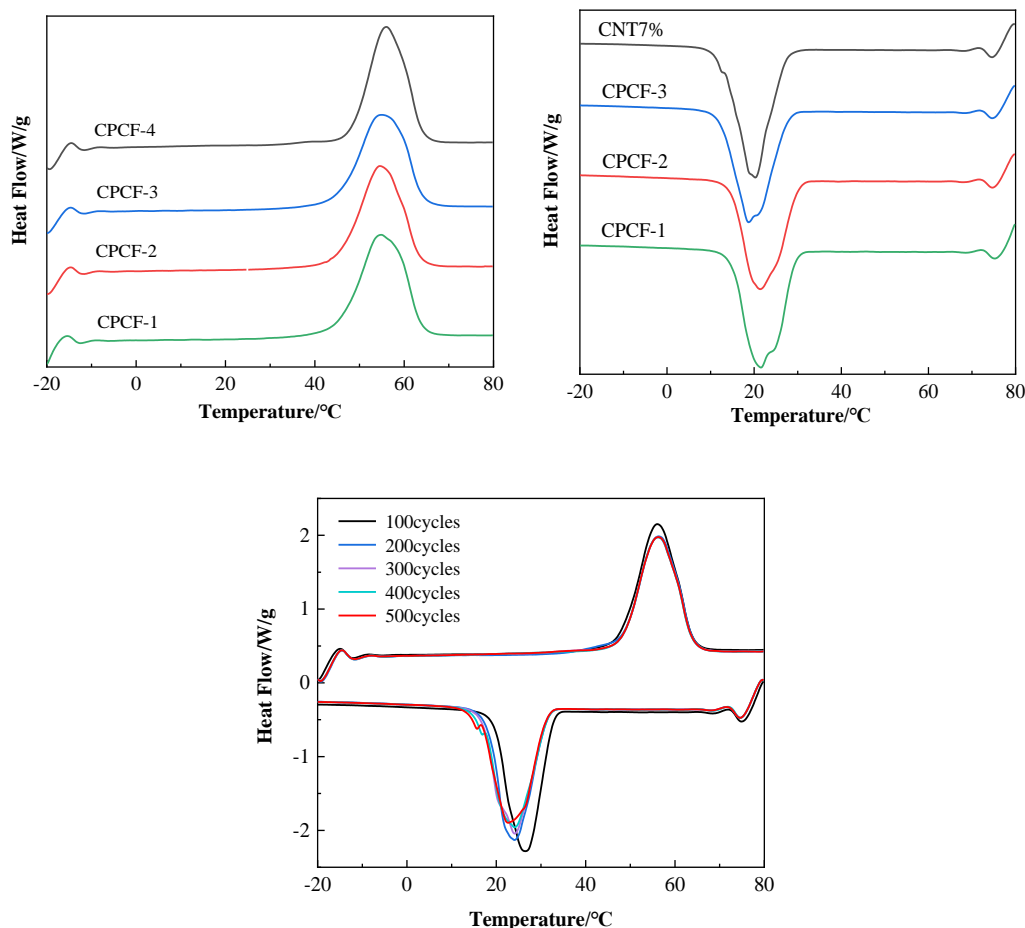 Heat Flow/W/g
CPCF-4
CPCF-3
CPCF-2
CPCF-1
-20 0 20 40 60 80
Temperature/°C
Heat Flow/W/g
CNT7%
CPCF-3
CPCF-2
CPCF-1
-20 0 20 40 60 80
Temperature/°C
Heat Flow/W/g
100cycles
200cycles
300cycles
400cycles
500cycles
2
1
0
-1
-2
-20 0 20 40 60 80
Temperature/°C